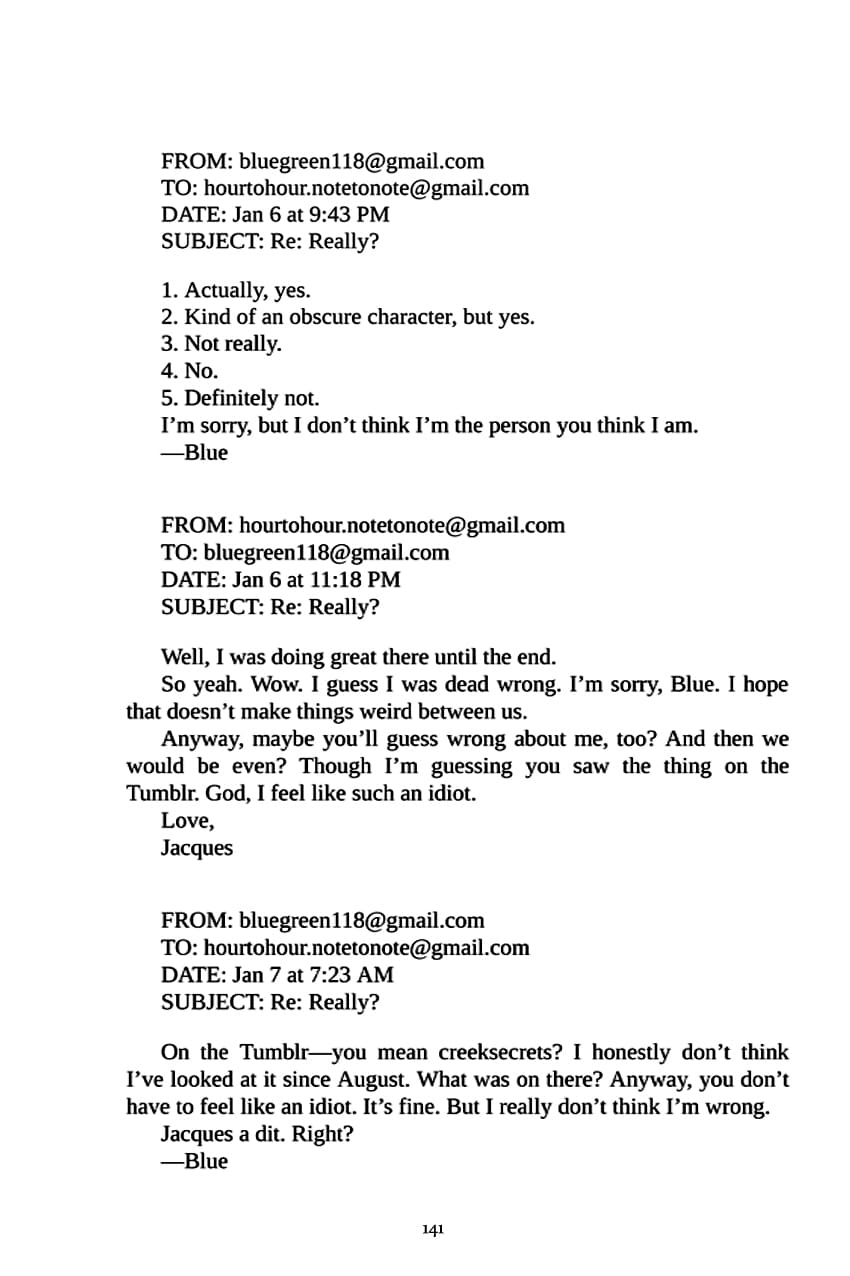 FROM: bluegreen118@gmail.com
TO: hourtohour.notetonote@gmail.com
DATE: Jan 6 at 9:43 PM
SUBJECT: Re: Really?
1. Actually, yes.
2. Kind of an obscure character, but yes.
3. Not really.
4. No.
5. Definitely not.
I’m sorry, but I don’t think I’m the person you think I am.
—Blue
FROM: hourtohour.notetonote@gmail.com
TO: bluegreen118@gmail.com
DATE: Jan 6 at 11:18 PM
SUBJECT: Re: Really?
Well, I was doing great there until the end.
So yeah. Wow. I guess I was dead wrong. I’m sorry, Blue. I hope
that doesn’t make things weird between us.
Anyway, maybe you’ll guess wrong about me, too? And then we
would be even? Though I’m guessing you saw the thing on the
Tumblr. God, I feel like such an idiot.
Love,
Jacques
FROM: bluegreen118@gmail.com
TO: hourtohour.notetonote@gmail.com
DATE: Jan 7 at 7:23 AM
SUBJECT: Re: Really?
On the Tumblr—you mean creeksecrets? I honestly don’t think
I’ve looked at it since August. What was on there? Anyway, you don’t
have to feel like an idiot. It’s fine. But I really don’t think I’m wrong.
Jacques a dit. Right?
—Blue
141